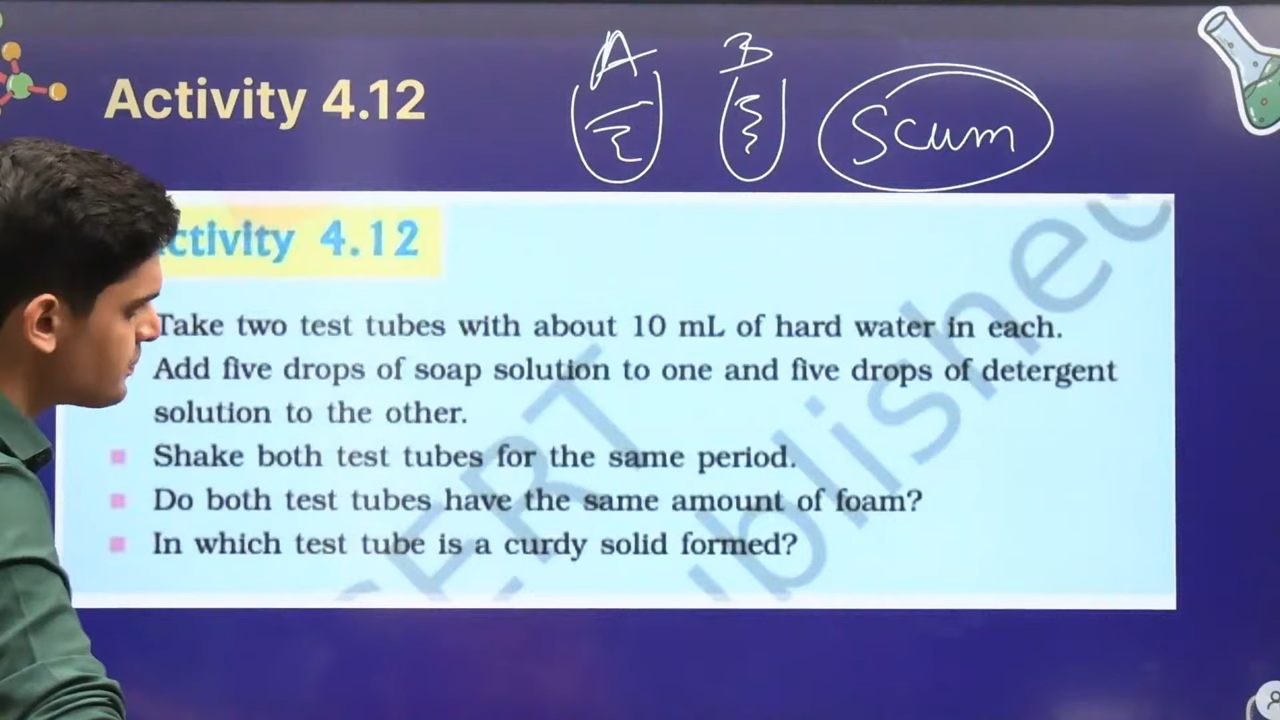 Activity 4.12
A B
Scum
ctivity 4.12
Take two test tubes with about 10 mL of hard water in each.
Add five drops of soap solution to one and five drops of detergent
solution to the other.
Shake both test tubes for the same period.
Do both test tubes have the same amount of foam?
In which test tube is a curdy solid formed?